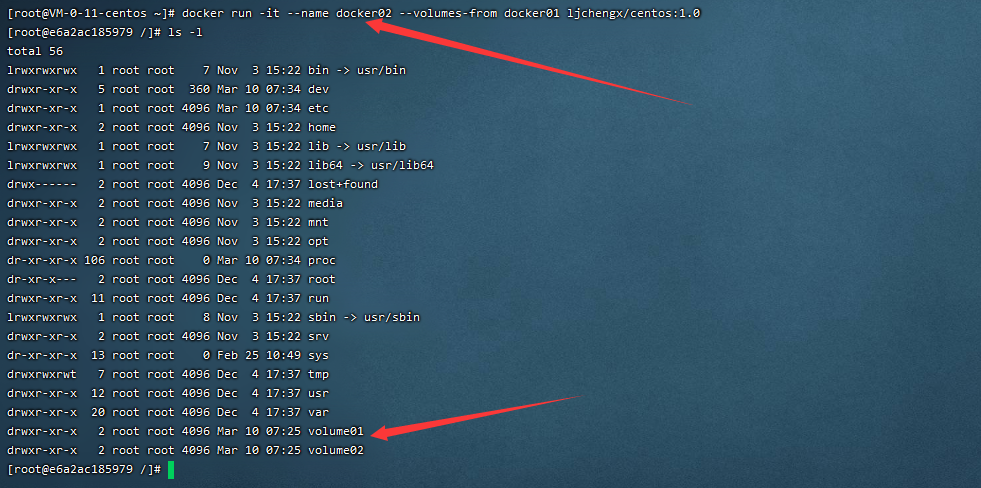 [root@VM-0-11-centos ~]# docker run -it --name docker02 --volumes-from docker01 ljchengx/centos:1.0
[root@e6a2ac185979 /]# ls -l
total 56
lrwxrwxrwx   1 root root    7 Nov  3 15:22 bin -> usr/bin
drwxr-xr-x   5 root root  360 Mar 10 07:34 dev
drwxr-xr-x   1 root root 4096 Mar 10 07:34 etc
drwxr-xr-x   2 root root 4096 Nov  3 15:22 home
lrwxrwxrwx   1 root root    7 Nov  3 15:22 lib -> usr/lib
lrwxrwxrwx   1 root root    9 Nov  3 15:22 lib64 -> usr/lib64
drwx------   2 root root 4096 Dec  4 17:37 lost+found
drwxr-xr-x   2 root root 4096 Nov  3 15:22 media
drwxr-xr-x   2 root root 4096 Nov  3 15:22 mnt
drwxr-xr-x   2 root root 4096 Nov  3 15:22 opt
dr-xr-xr-x 106 root root    0 Mar 10 07:34 proc
dr-xr-x---   2 root root 4096 Dec  4 17:37 root
drwxr-xr-x  11 root root 4096 Dec  4 17:37 run
lrwxrwxrwx   1 root root    8 Nov  3 15:22 sbin -> usr/sbin
drwxr-xr-x   2 root root 4096 Nov  3 15:22 srv
dr-xr-xr-x  13 root root    0 Feb 25 10:49 sys
drwxrwxrwt   7 root root 4096 Dec  4 17:37 tmp
drwxr-xr-x  12 root root 4096 Dec  4 17:37 usr
drwxr-xr-x  20 root root 4096 Dec  4 17:37 var
drwxr-xr-x   2 root root 4096 Mar 10 07:25 volume01
drwxr-xr-x   2 root root 4096 Mar 10 07:25 volume02
[root@e6a2ac185979 /]#